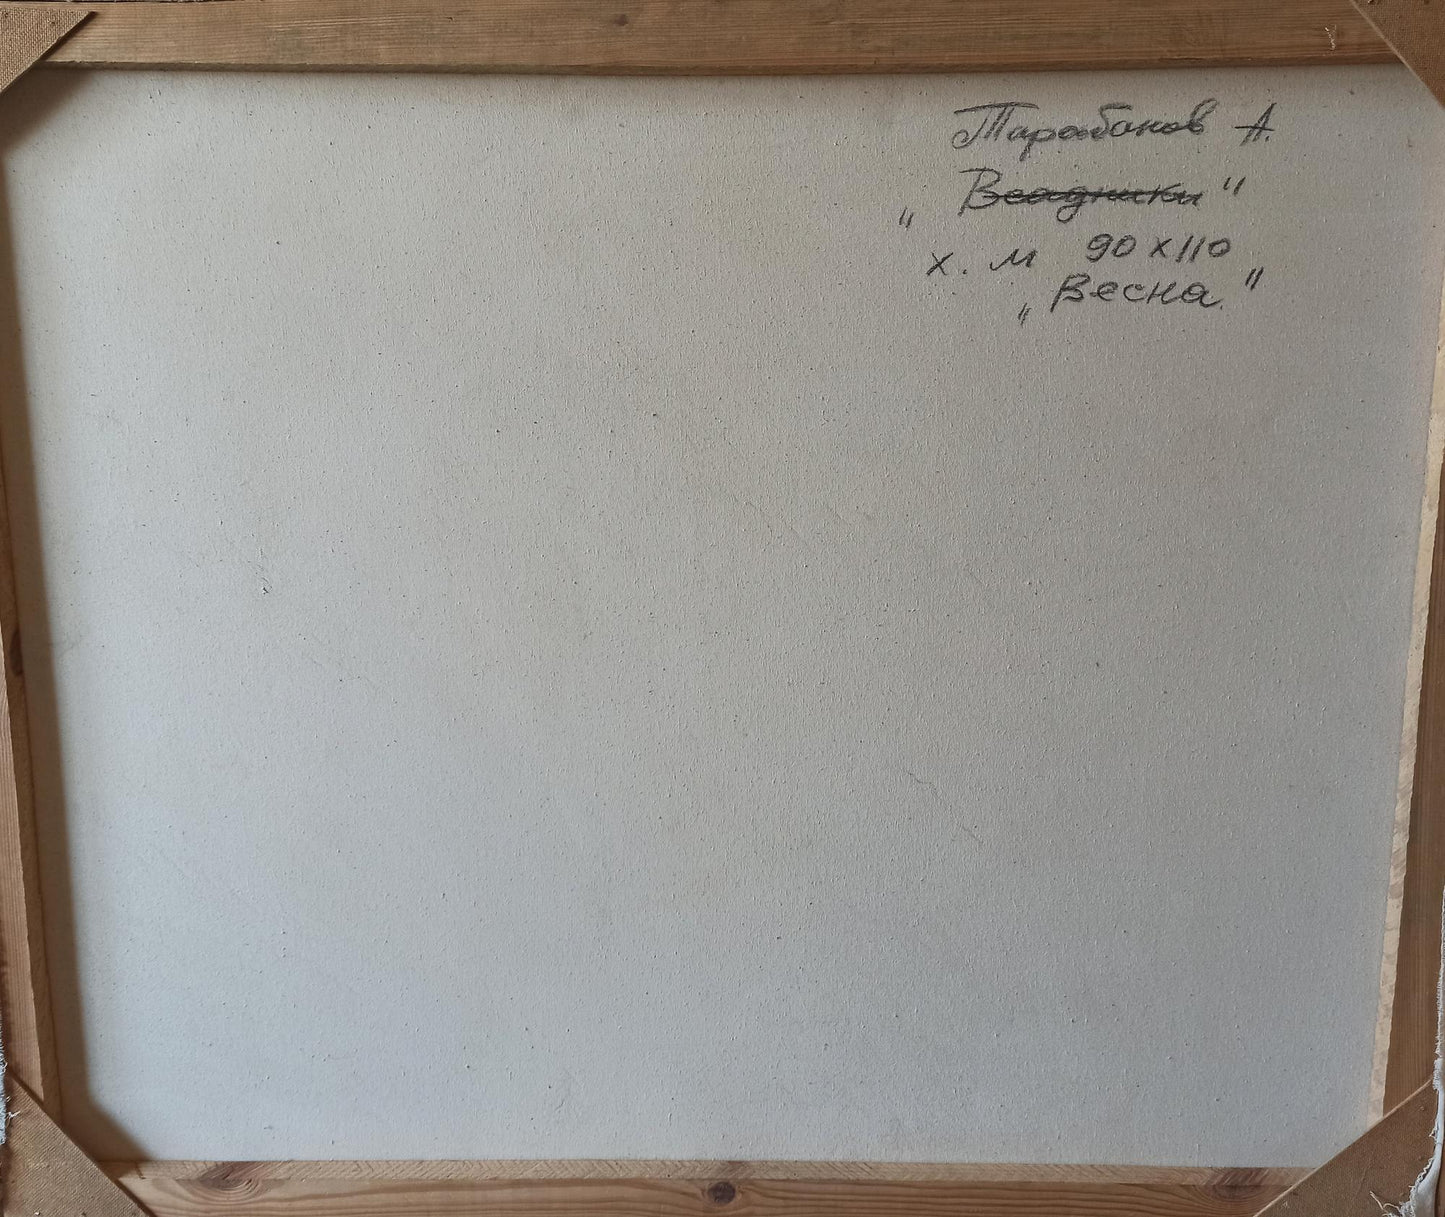 Тарабанов А.
„Всадники"
х. м 90х110
„Весна."